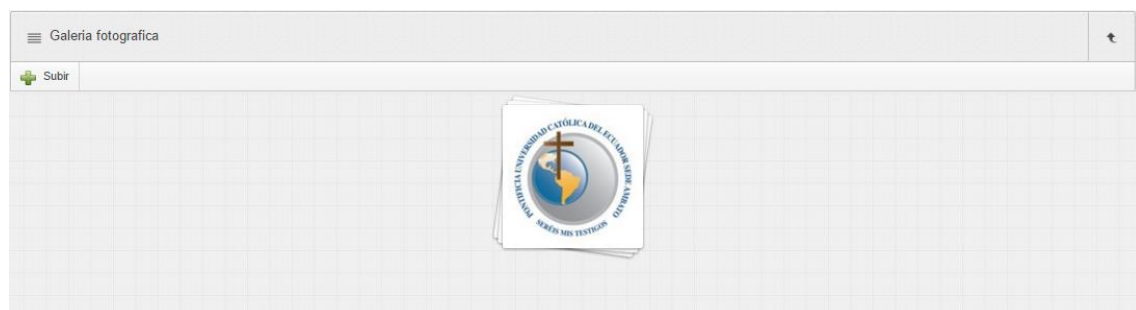 Galeria fotografica
Subir
PONTIFICIA UNIVERSIDAD CATÓLICA DEL ECUADOR SEDE AMBATO
SERÉIS MIS TESTIGOS